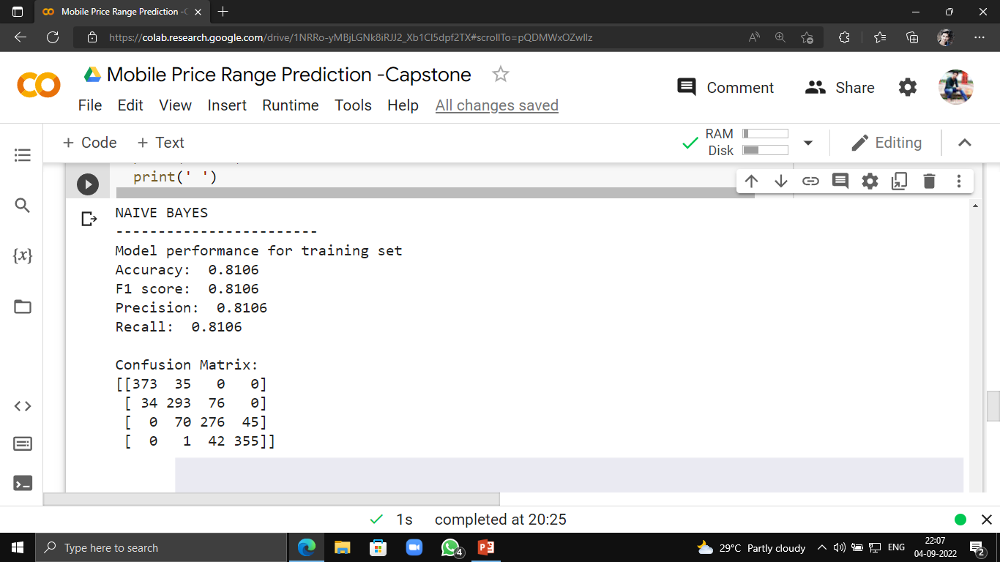 Mobile Price Range Prediction -C
https://colab.research.google.com/drive/1NRRo-yMBjLGNk8iRJJ2_Xb1Cl5dpf2TX#scrollTo=pQDMWxOZwlIz
Mobile Price Range Prediction -Capstone
Comment
Share
File Edit View Insert Runtime Tools Help All changes saved
+ Code + Text
RAM
Disk
Editing
print(' ')
NAIVE BAYES
------------------------
Model performance for training set
Accuracy:  0.8106
F1 score:  0.8106
Precision:  0.8106
Recall:  0.8106
Confusion Matrix:
[[373  35   0   0]
 [ 34 293  76   0]
 [  0  70 276  45]
 [  0   1  42 355]]
{x}
1s completed at 20:25
Type here to search
4
29°C Partly cloudy
ENG
22:07
04-09-2022
2